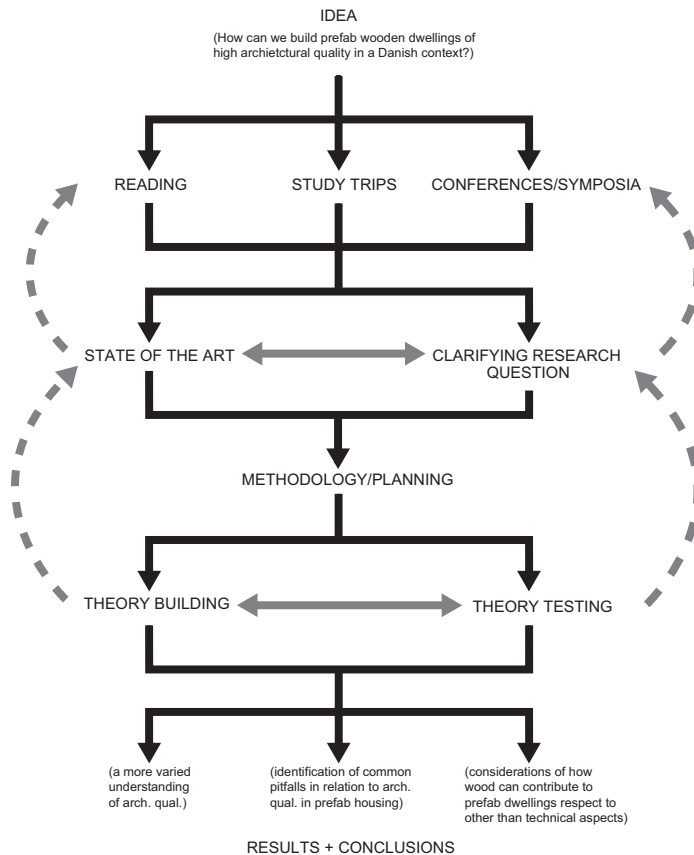 IDEA
(How can we build prefab wooden dwellings of
high archietctural quality in a Danish context?)
READING
STUDY TRIPS
CONFERENCES/SYMPOSIA
STATE OF THE ART
CLARIFYING RESEARCH
QUESTION
METHODOLOGY/PLANNING
THEORY BUILDING
THEORY TESTING
(a more varied
understanding
of arch. qual.)
(identification of common
pitfalls in relation to arch.
qual. in prefab housing)
(considerations of how
wood can contribute to
prefab dwellings respect to
other than technical aspects)
RESULTS + CONCLUSIONS